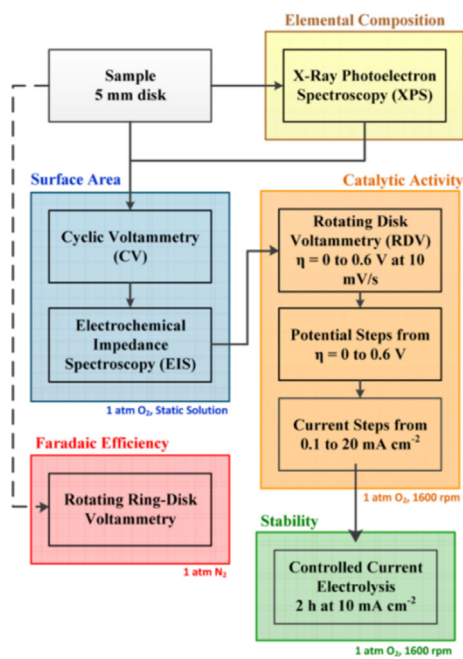 Elemental Composition
Sample
5 mm disk
X-Ray Photoelectron
Spectroscopy (XPS)
Surface Area
Cyclic Voltammetry
(CV)
Electrochemical
Impedance
Spectroscopy (EIS)
1 atm O₂, Static Solution
Catalytic Activity
Rotating Disk
Voltammetry (RDV)
η = 0 to 0.6 V at 10
mV/s
Potential Steps from
η = 0 to 0.6 V
Current Steps from
0.1 to 20 mA cm⁻²
1 atm O₂, 1600 rpm
Faradaic Efficiency
Rotating Ring-Disk
Voltammetry
1 atm N₂
Stability
Controlled Current
Electrolysis
2 h at 10 mA cm⁻²
1 atm O₂, 1600 rpm